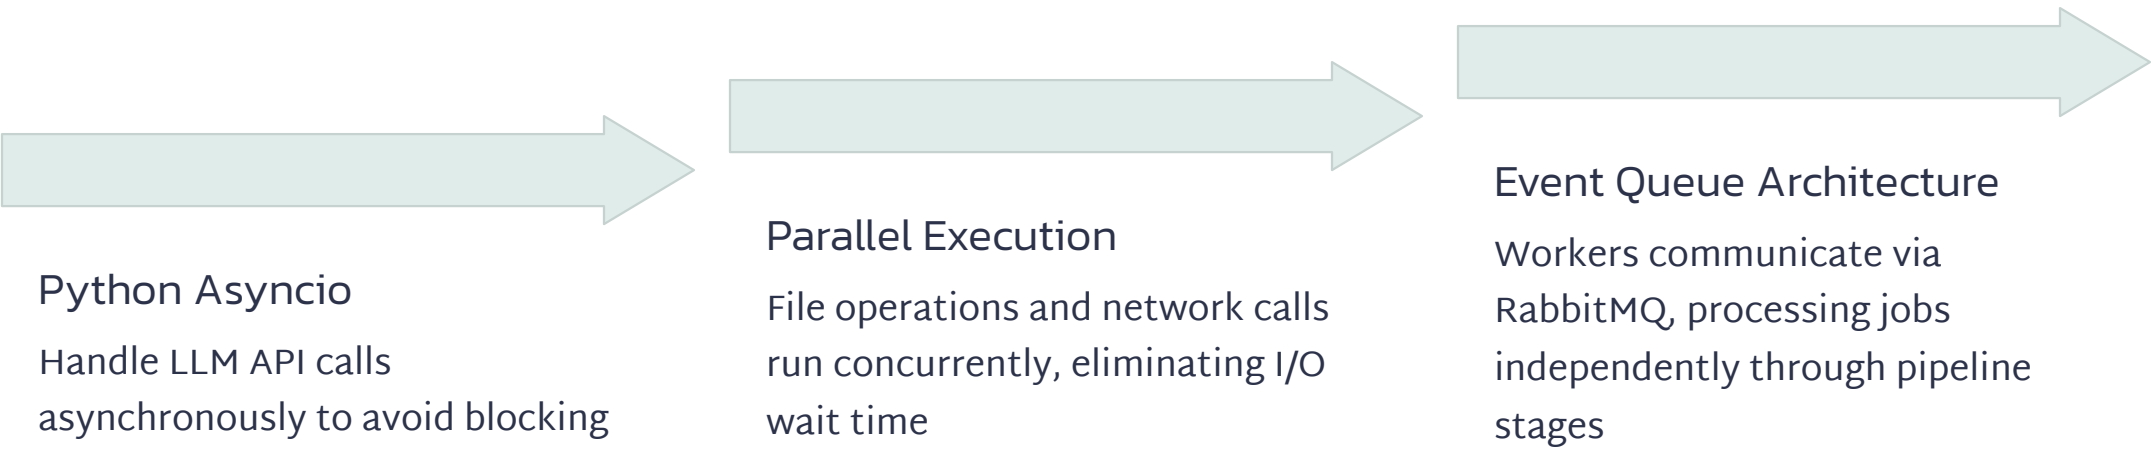 Python Asyncio
Handle LLM API calls
asynchronously to avoid blocking
Parallel Execution
File operations and network calls
run concurrently, eliminating I/O
wait time
Event Queue Architecture
Workers communicate via
RabbitMQ, processing jobs
independently through pipeline
stages